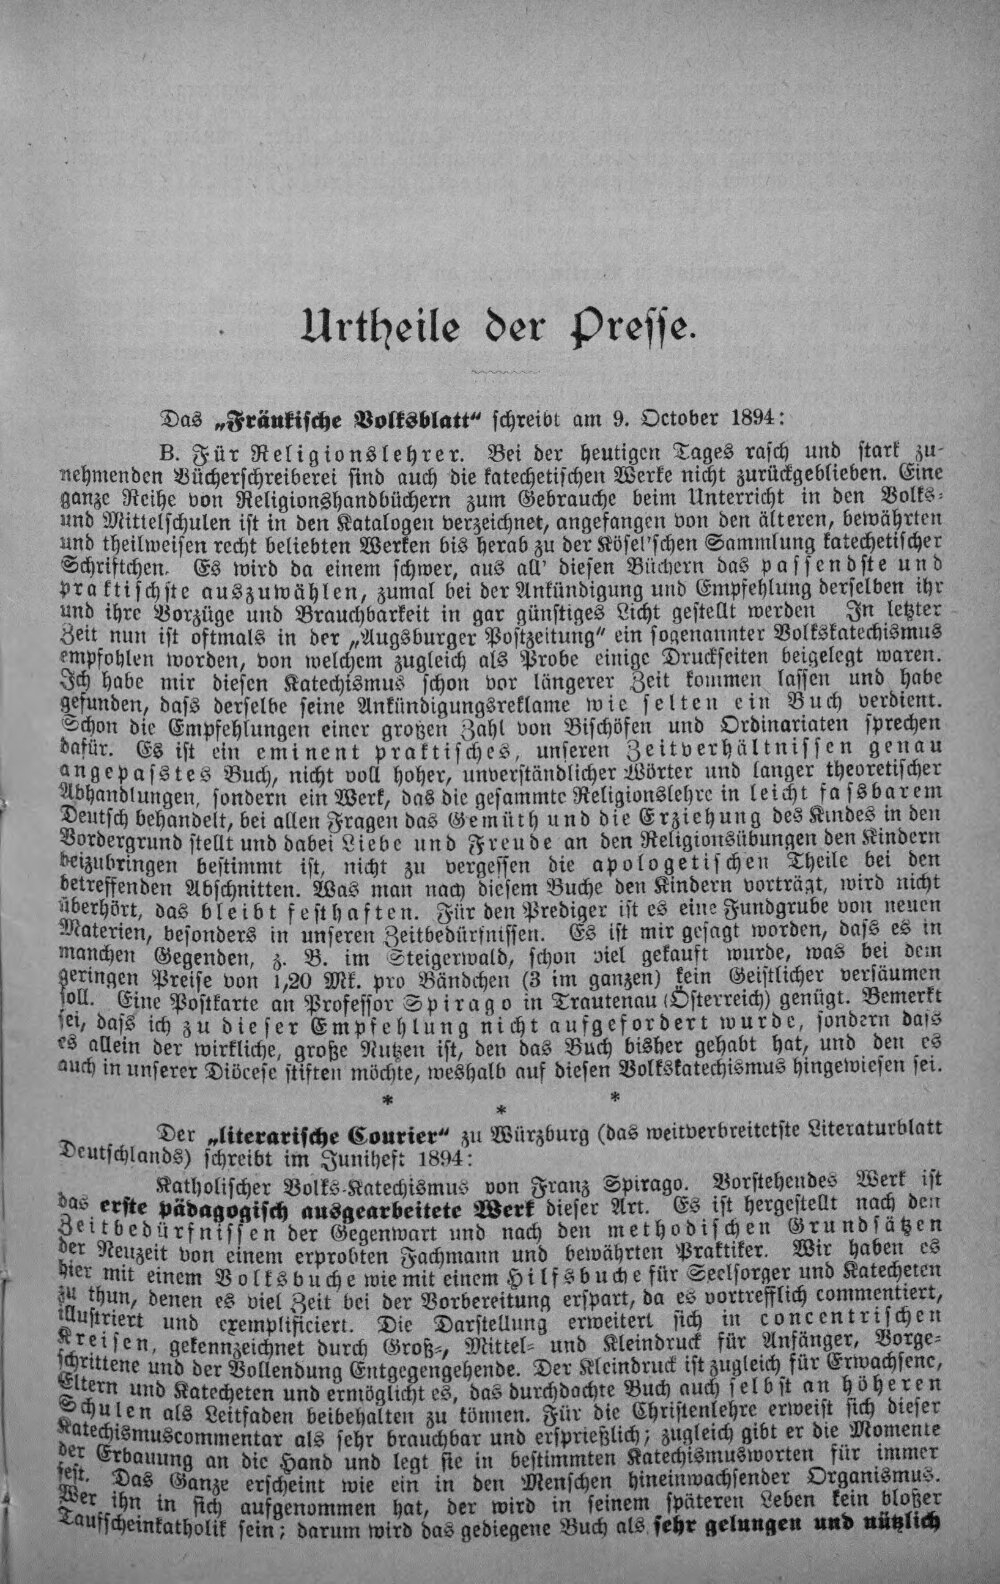 Urtheile der Presse.
Das „Fränkische Volksblatt“ schreibt am 9. October 1894:
B. Für Religionslehrer. Bei der heutigen Tages rasch und stark zu-
nehmenden Bücherschreiberei sind auch die katechetischen Werke nicht zurückgeblieben. Eine
ganze Reihe von Religionshandbüchern zum Gebrauche beim Unterricht in den Volks-
und Mittelschulen ist in den Katalogen verzeichnet, angefangen von den älteren, bewährten
und theilweisen recht beliebten Werken bis herab zu der Kösel'schen Sammlung katechetischer
Schriftchen. Es wird da einem schwer, aus all' diesen Büchern das passendste und
praktischste auszuwählen, zumal bei der Ankündigung und Empfehlung derselben ihr
und ihre Vorzüge und Brauchbarkeit in gar günstiges Licht gestellt werden In letzter
Zeit nun ist oftmals in der „Augsburger Postzeitung“ ein sogenannter Volkskatechismus
empfohlen worden, von welchem zugleich als Probe einige Druckseiten beigelegt waren.
Ich habe mir diesen Katechismus schon vor längerer Zeit kommen lassen und habe
gefunden, dass derselbe seine Ankündigungsreklame wie selten ein Buch verdient.
Schon die Empfehlungen einer großen Zahl von Bischöfen und Ordinariaten sprechen
dafür. Es ist ein eminent praktisches, unseren Zeitverhältnissen genau
angepasstes Buch, nicht voll hoher, unverständlicher Wörter und langer theoretischer
Abhandlungen, sondern ein Werk, das die gesammte Religionslehre in leicht fassbarem
Deutsch behandelt, bei allen Fragen das Gemüth und die Erziehung des Kindes in den
Vordergrund stellt und dabei Liebe und Freude an den Religionsübungen den Kindern
beizubringen bestimmt ist, nicht zu vergessen die apologetischen Theile bei den
betreffenden Abschnitten. Was man nach diesem Buche den Kindern vorträgt, wird nicht
überhört, das bleibt festhaften. Für den Prediger ist es eine Fundgrube von neuen
Materien, besonders in unseren Zeitbedürfnissen. Es ist mir gesagt worden, dass es in
manchen Gegenden, z. B. im Steigerwald, schon viel gekauft wurde, was bei dem
geringen Preise von 1,20 Mk. pro Bändchen (3 im ganzen) kein Geistlicher versäumen
soll. Eine Postkarte an Professor Spirago in Trautenau (Österreich) genügt. Bemerkt
sei, dass ich zu dieser Empfehlung nicht aufgefordert wurde, sondern dass
es allein der wirkliche, große Nutzen ist, den das Buch bisher gehabt hat, und den es
auch in unserer Diöcese stiften möchte, weshalb auf diesen Volkskatechismus hingewiesen sei.
* * *
Der „literarische Courier“ zu Würzburg (das weitverbreitetste Literaturblatt
Deutschlands) schreibt im Juniheft 1894:
Katholischer Volks-Katechismus von Franz Spirago. Vorstehendes Werk ist
das erste pädagogisch ausgearbeitete Werk dieser Art. Es ist hergestellt nach den
Zeitbedürfnissen der Gegenwart und nach den methodischen Grundsätzen
der Neuzeit von einem erprobten Fachmann und bewährten Praktiker. Wir haben es
hier mit einem Volksbuche wie mit einem Hilfsbuche für Seelsorger und Katecheten
zu thun, denen es viel Zeit bei der Vorbereitung erspart, da es vortrefflich commentiert,
illustriert und exemplificiert. Die Darstellung erweitert sich in concentrischen
Kreisen, gekennzeichnet durch Groß-, Mittel- und Kleindruck für Anfänger, Vorge-
schrittene und der Vollendung Entgegengehende. Der Kleindruck ist zugleich für Erwachsene,
Eltern und Katecheten und ermöglicht es, das durchdachte Buch auch selbst an höheren
Schulen als Leitfaden beibehalten zu können. Für die Christenlehre erweist sich dieser
Katechismuscommentar als sehr brauchbar und ersprießlich; zugleich gibt er die Momente
der Erbauung an die Hand und legt sie in bestimmten Katechismusworten für immer
fest. Das Ganze erscheint wie ein in den Menschen hineinwachsender Organismus.
Wer ihn in sich aufgenommen hat, der wird in seinem späteren Leben kein bloßer
Taufscheinkatholik sein; darum wird das gediegene Buch als sehr gelungen und nützlich